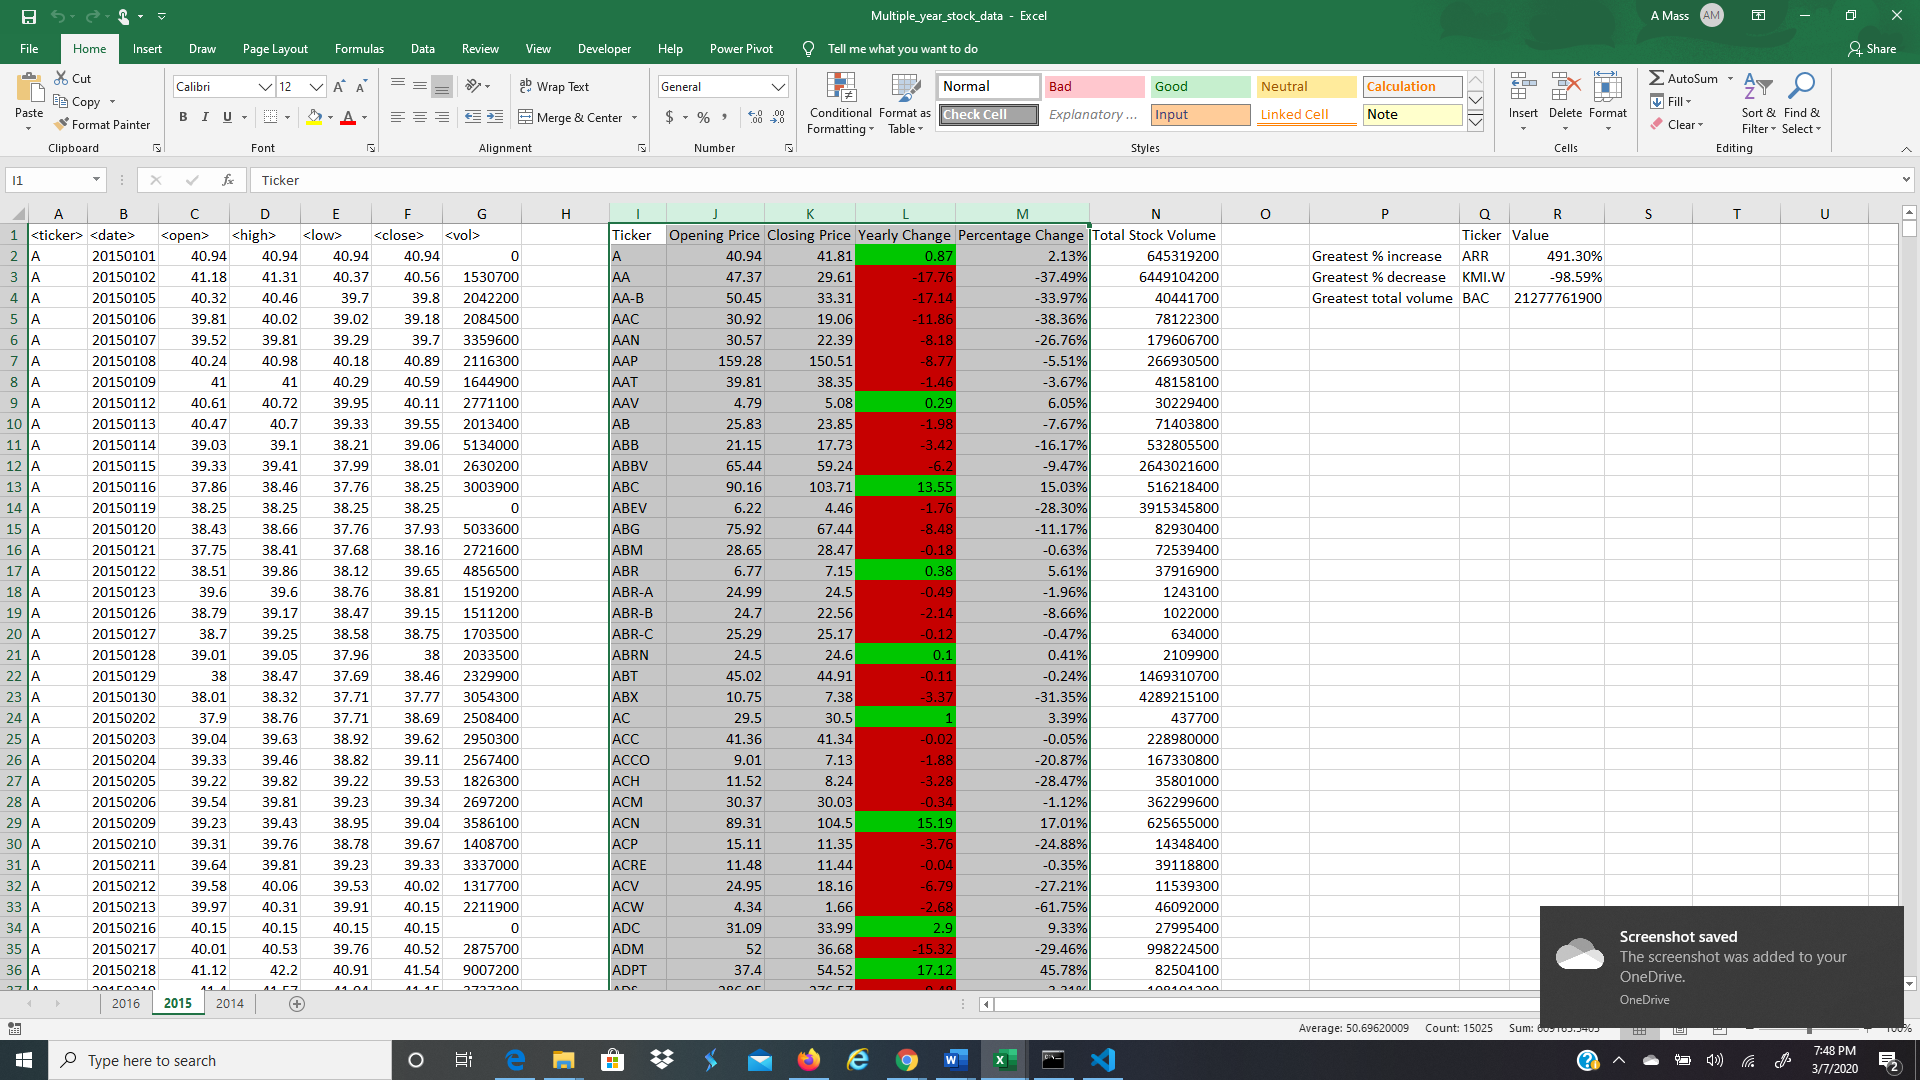 Multiple_year_stock_data - Excel
A Mass AM
File Home Insert Draw Page Layout Formulas Data Review View Developer Help Power Pivot Tell me what you want to do Share
Paste
Cut
Copy
Format Painter
Clipboard
Calibri 12
B I U
Font
Wrap Text
Merge & Center
Alignment
General
$ % ,
Number
Conditional Formatting
Format as Table
Normal Bad Good Neutral Calculation
Check Cell Explanatory ... Input Linked Cell Note
Styles
Insert Delete Format
Cells
AutoSum
Fill
Clear
Sort & Filter
Find & Select
Editing
I1 fx Ticker
A B C D E F G H I J K L M N O P Q R S T U
1 <ticker> <date> <open> <high> <low> <close> <vol> Ticker Opening Price Closing Price Yearly Change Percentage Change Total Stock Volume Ticker Value
2 A 20150101 40.94 40.94 40.94 40.94 0 A 40.94 41.81 0.87 2.13% 645319200 Greatest % increase ARR 491.30%
3 A 20150102 41.18 41.31 40.37 40.56 1530700 AA 47.37 29.61 -17.76 -37.49% 6449104200 Greatest % decrease KMI.W -98.59%
4 A 20150105 40.32 40.46 39.7 39.8 2042200 AA-B 50.45 33.31 -17.14 -33.97% 40441700 Greatest total volume BAC 21277761900
5 A 20150106 39.81 40.02 39.02 39.18 2084500 AAC 30.92 19.06 -11.86 -38.36% 78122300
6 A 20150107 39.52 39.81 39.29 39.7 3359600 AAN 30.57 22.39 -8.18 -26.76% 179606700
7 A 20150108 40.24 40.98 40.18 40.89 2116300 AAP 159.28 150.51 -8.77 -5.51% 266930500
8 A 20150109 41 41 40.29 40.59 1644900 AAT 39.81 38.35 -1.46 -3.67% 48158100
9 A 20150112 40.61 40.72 39.95 40.11 2771100 AAV 4.79 5.08 0.29 6.05% 30229400
10 A 20150113 40.47 40.7 39.33 39.55 2013400 AB 25.83 23.85 -1.98 -7.67% 71403800
11 A 20150114 39.03 39.1 38.21 39.06 5134000 ABB 21.15 17.73 -3.42 -16.17% 532805500
12 A 20150115 39.33 39.41 37.99 38.01 2630200 ABBV 65.44 59.24 -6.2 -9.47% 2643021600
13 A 20150116 37.86 38.46 37.76 38.25 3003900 ABC 90.16 103.71 13.55 15.03% 516218400
14 A 20150119 38.25 38.25 38.25 38.25 0 ABEV 6.22 4.46 -1.76 -28.30% 3915345800
15 A 20150120 38.43 38.66 37.76 37.93 5033600 ABG 75.92 67.44 -8.48 -11.17% 82930400
16 A 20150121 37.75 38.41 37.68 38.16 2721600 ABM 28.65 28.47 -0.18 -0.63% 72539400
17 A 20150122 38.51 39.86 38.12 39.65 4856500 ABR 6.77 7.15 0.38 5.61% 37916900
18 A 20150123 39.6 39.6 38.76 38.81 1519200 ABR-A 24.99 24.5 -0.49 -1.96% 1243100
19 A 20150126 38.79 39.17 38.47 39.15 1511200 ABR-B 24.7 22.56 -2.14 -8.66% 1022000
20 A 20150127 38.7 39.25 38.58 38.75 1703500 ABR-C 25.29 25.17 -0.12 -0.47% 634000
21 A 20150128 39.01 39.05 37.96 38 2033500 ABRN 24.5 24.6 0.1 0.41% 2109900
22 A 20150129 38 38.47 37.69 38.46 2329900 ABT 45.02 44.91 -0.11 -0.24% 1469310700
23 A 20150130 38.01 38.32 37.71 37.77 3054300 ABX 10.75 7.38 -3.37 -31.35% 4289215100
24 A 20150202 37.9 38.76 37.71 38.69 2508400 AC 29.5 30.5 1 3.39% 437700
25 A 20150203 39.04 39.63 38.92 39.62 2950300 ACC 41.36 41.34 -0.02 -0.05% 228980000
26 A 20150204 39.33 39.46 38.82 39.11 2567400 ACCO 9.01 7.13 -1.88 -20.87% 167330800
27 A 20150205 39.22 39.82 39.22 39.53 1826300 ACH 11.52 8.24 -3.28 -28.47% 35801000
28 A 20150206 39.54 39.81 39.23 39.34 2697200 ACM 30.37 30.03 -0.34 -1.12% 362299600
29 A 20150209 39.23 39.43 38.95 39.04 3586100 ACN 89.31 104.5 15.19 17.01% 625655000
30 A 20150210 39.31 39.76 38.78 39.67 1408700 ACP 15.11 11.35 -3.76 -24.88% 14348400
31 A 20150211 39.64 39.81 39.23 39.33 3337000 ACRE 11.48 11.44 -0.04 -0.35% 39118800
32 A 20150212 39.58 40.06 39.53 40.02 1317700 ACV 24.95 18.16 -6.79 -27.21% 11539300
33 A 20150213 39.97 40.31 39.91 40.15 2211900 ACW 4.34 1.66 -2.68 -61.75% 46092000
34 A 20150216 40.15 40.15 40.15 40.15 0 ADC 31.09 33.99 2.9 9.33% 27995400
35 A 20150217 40.01 40.53 39.76 40.52 2875700 ADM 52 36.68 -15.32 -29.46% 998224500
36 A 20150218 41.12 42.2 40.91 41.54 9007200 ADPT 37.4 54.52 17.12 45.78% 82504100
Screenshot saved
The screenshot was added to your
OneDrive.
OneDrive
2016 2015 2014
Average: 50.69620009 Count: 15025
100%
Type here to search
7:48 PM
3/7/2020
2